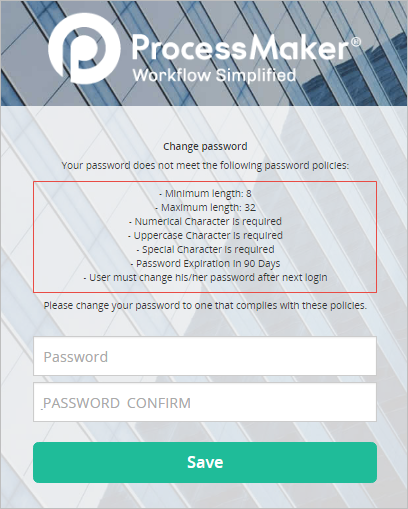 ProcessMaker®
Workflow Simplified
Change password
Your password does not meet the following password policies:
- Minimum length: 8
- Maximum length: 32
- Numerical Character is required
- Uppercase Character is required
- Special Character is required
- Password Expiration in 90 Days
- User must change his/her password after next login
Please change your password to one that complies with these policies.
Password
_PASSWORD_CONFIRM
Save